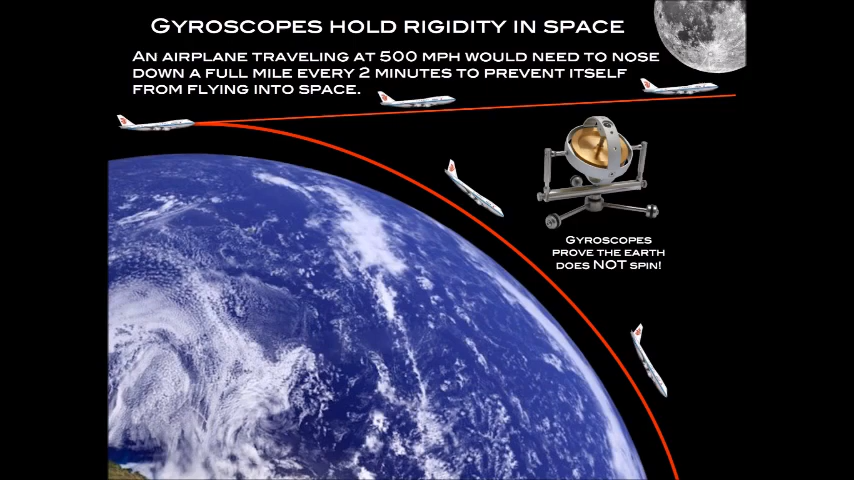 Gyroscopes hold rigidity in space
An airplane traveling at 500 mph would need to nose
down a full mile every 2 minutes to prevent itself
from flying into space.
Gyroscopes
prove the earth
does NOT spin!